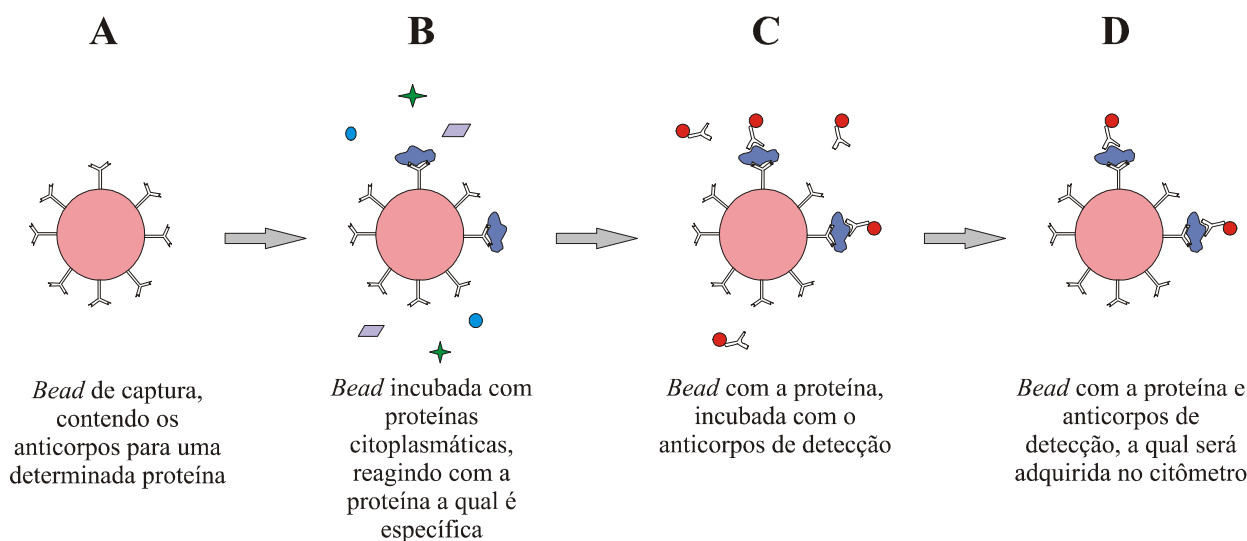 A
B
C
D
Bead de captura,
contendo os
anticorpos para uma
determinada proteína
Bead incubada com
proteínas
citoplasmáticas,
reagindo com a
proteína a qual é
específica
Bead com a proteína,
incubada com o
anticorpos de detecção
Bead com a proteína e
anticorpos de
detecção, a qual será
adquirida no citômetro